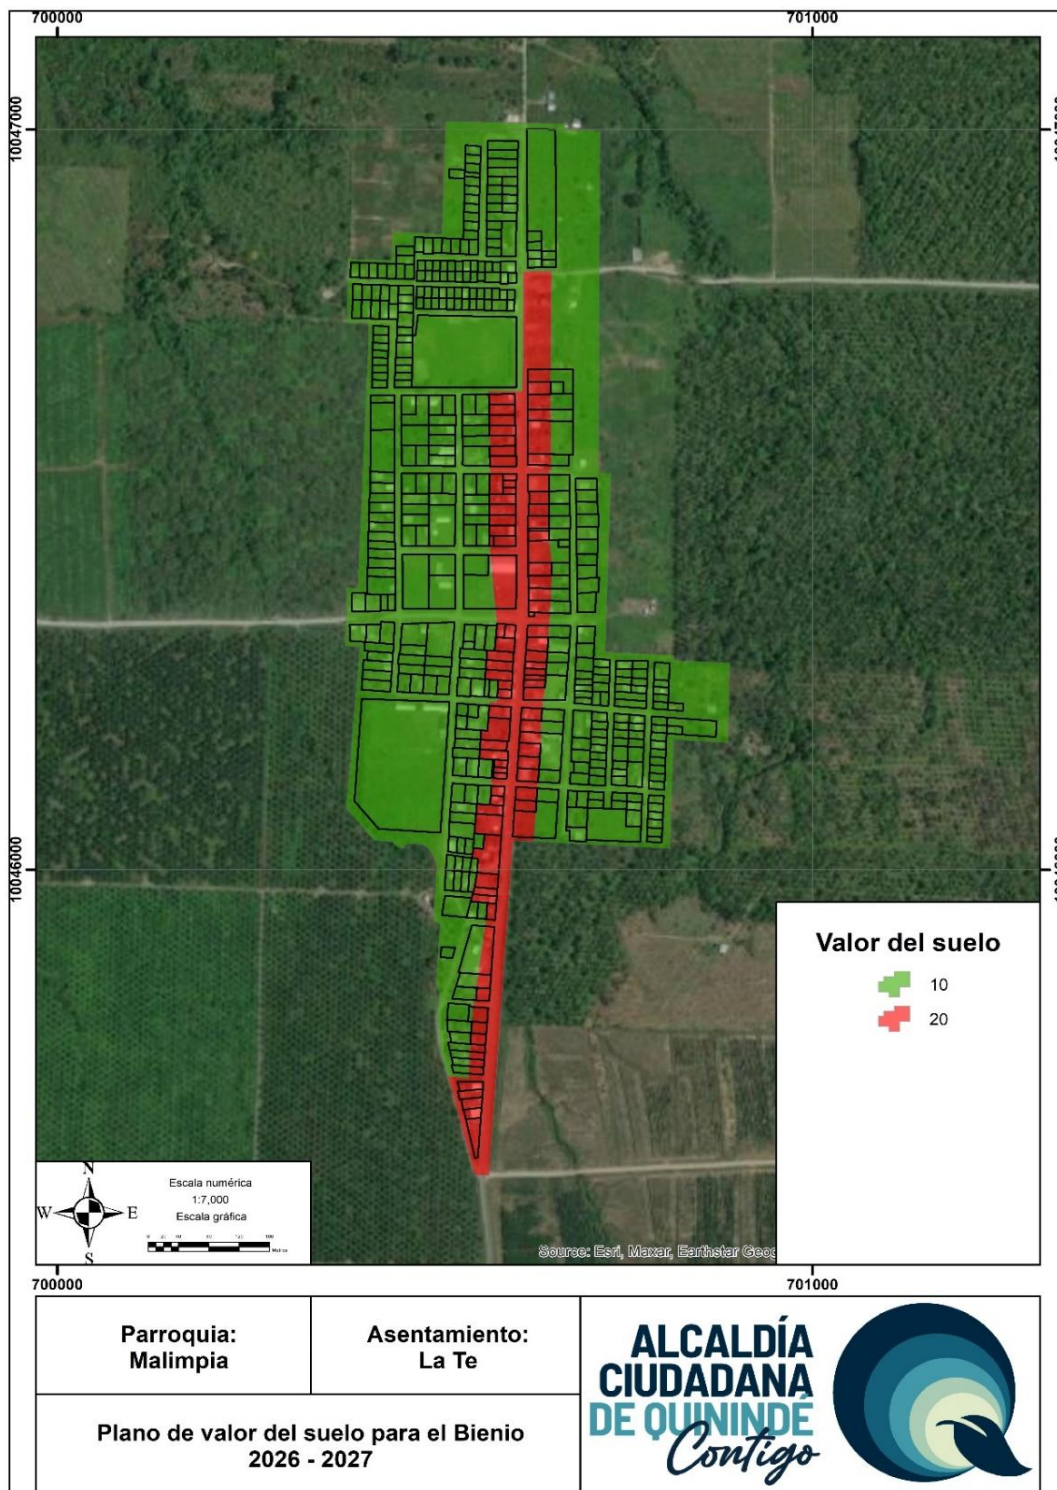 700000
701000
10047000
10046000
Valor del suelo
10
20
N
W
E
S
Escala numérica
1:7,000
Escala gráfica
Source: Esri, Maxar, Earthstar Geog
700000
701000
Parroquia:
Malimpia
Asentamiento:
La Te
Plano de valor del suelo para el Bienio
2026 - 2027
ALCALDÍA
CIUDADANA
DE QUININDÉ
Contigo